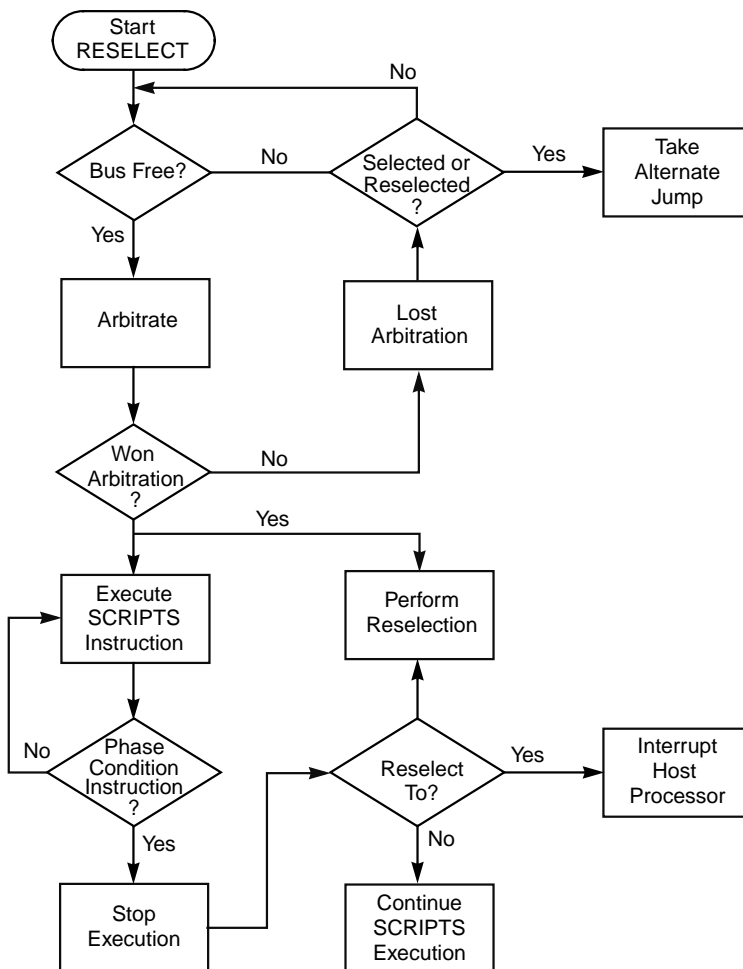 Start
RESELECT
No
Bus Free?
No
Selected or
Reselected
?
Yes
Take
Alternate
Jump
Yes
Arbitrate
Lost
Arbitration
Won
Arbitration
?
No
Yes
Execute
SCRIPTS
Instruction
Perform
Reselection
No
Phase
Condition
Instruction
?
Reselect
To?
Yes
Interrupt
Host
Processor
Yes
No
Stop
Execution
Continue
SCRIPTS
Execution